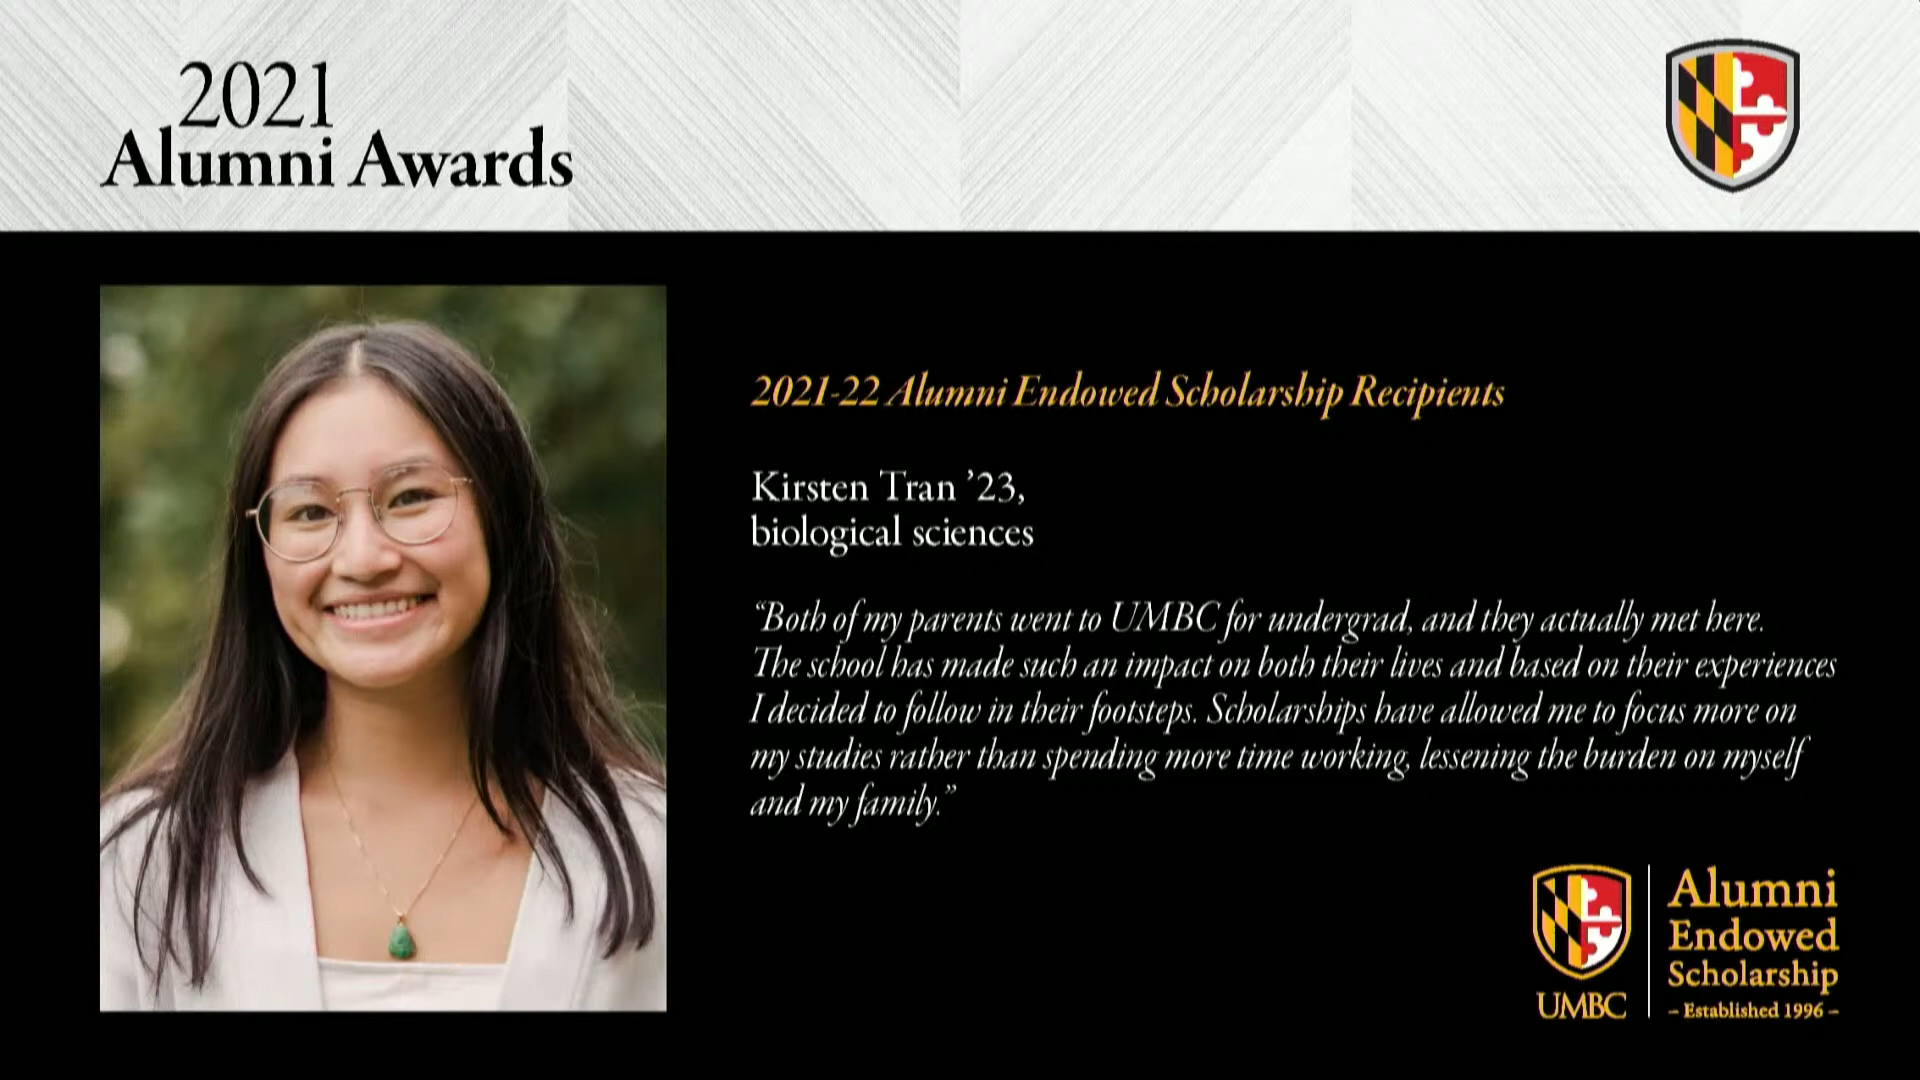 2021
Alumni Awards
2021-22 Alumni Endowed Scholarship Recipients
Kirsten Tran ’23,
biological sciences
“Both of my parents went to UMBC for undergrad, and they actually met here.
The school has made such an impact on both their lives and based on their experiences
I decided to follow in their footsteps. Scholarships have allowed me to focus more on
my studies rather than spending more time working, lessening the burden on myself
and my family.”
UMBC
Alumni
Endowed
Scholarship
– Established 1996 –